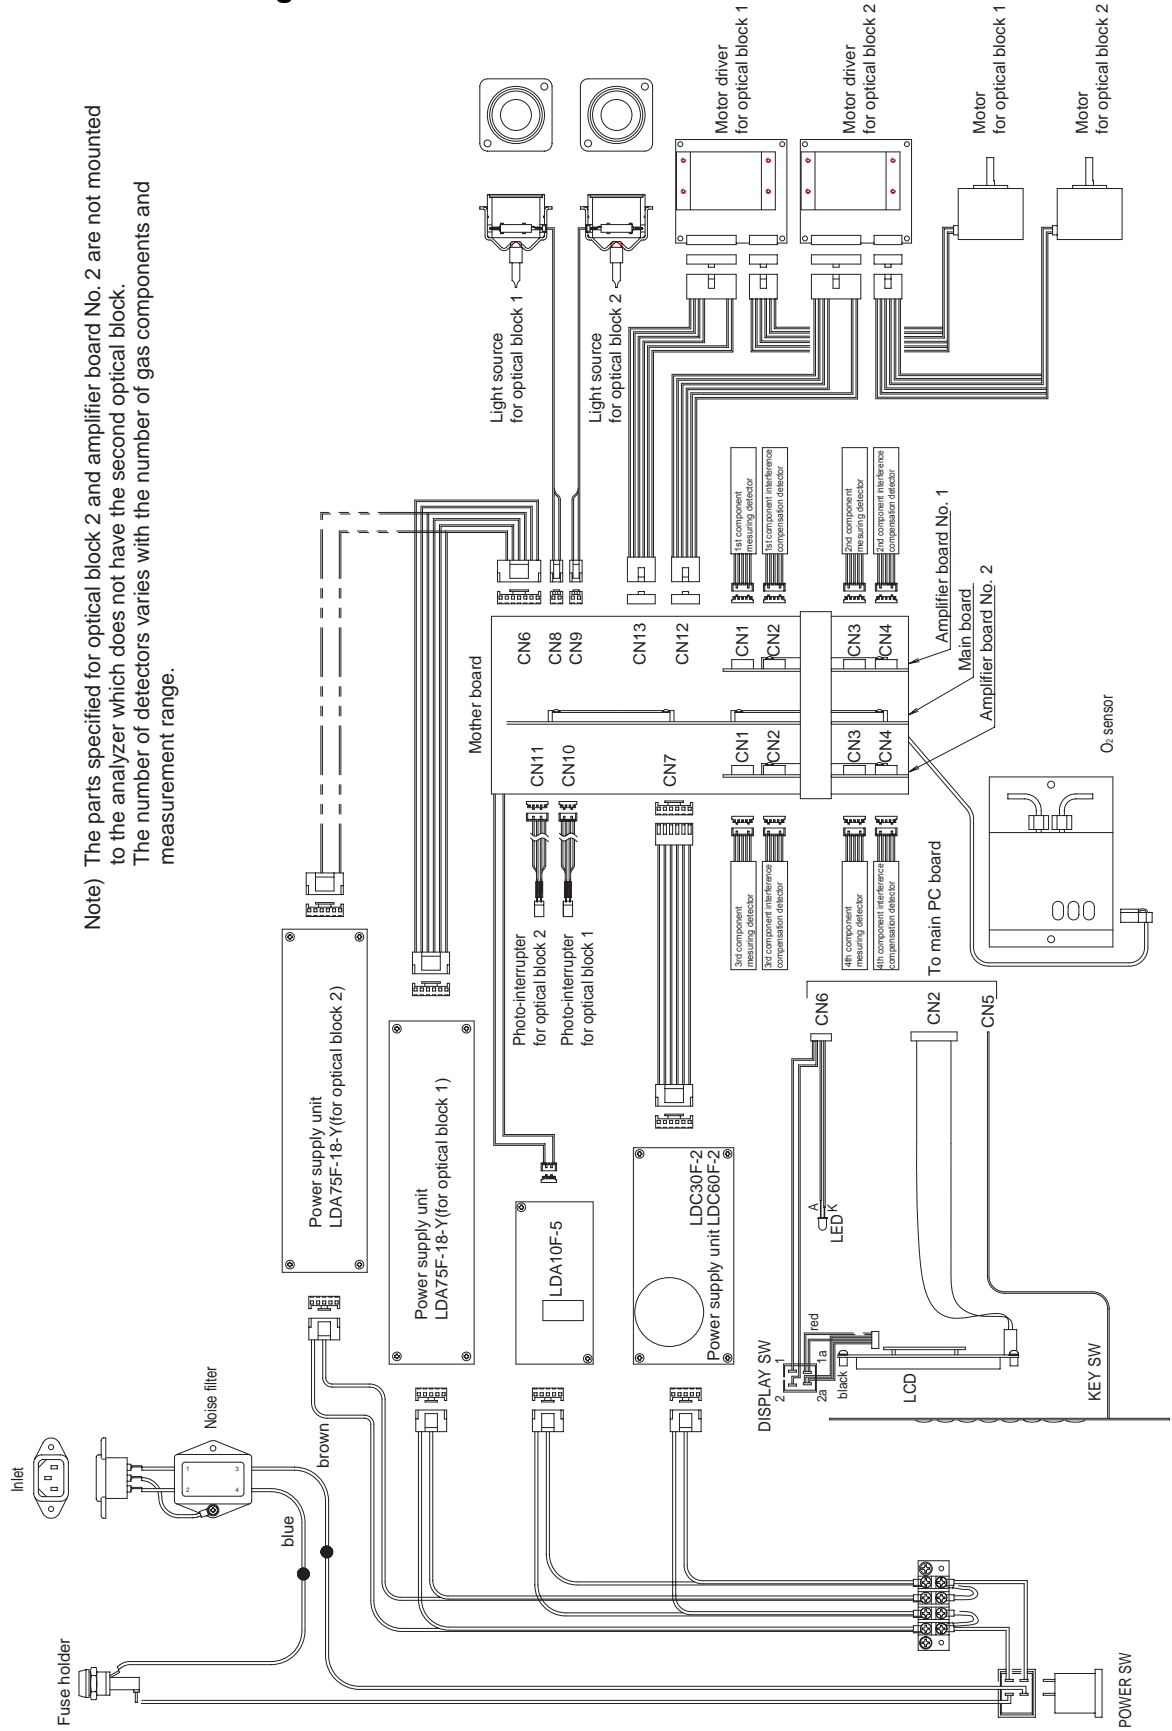 Note) The parts specified for optical block 2 and amplifier board No. 2 are not mounted
to the analyzer which does not have the second optical block.
The number of detectors varies with the number of gas components and
measurement range.
Inlet
Noise filter
1
2
3
4
Fuse holder
blue
brown
POWER SW
Power supply unit
LDA75F-18-Y(for optical block 2)
Power supply unit
LDA75F-18-Y(for optical block 1)
LDA10F-5
LDC30F-2
Power supply unit LDC60F-2
Photo-interrupter
for optical block 2
Photo-interrupter
for optical block 1
Mother board
CN11
CN10
CN7
CN6
CN8
CN9
CN13
CN12
CN1
CN2
CN3
CN4
CN1
CN2
CN3
CN4
Light source
for optical block 1
Light source
for optical block 2
Motor driver
for optical block 1
Motor driver
for optical block 2
Motor
for optical block 1
Motor
for optical block 2
1st component
mesuring detector
1st component interference
compensation detector
2nd component
mesuring detector
2nd component interference
compensation detector
3rd component
mesuring detector
3rd component interference
compensation detector
4th component
mesuring detector
4th component interference
compensation detector
Amplifier board No. 1
Main board
Amplifier board No. 2
O2 sensor
To main PC board
CN6
CN2
CN5
A
K
LED
DISPLAY SW
2
1
2a
1a
red
black
LCD
KEY SW